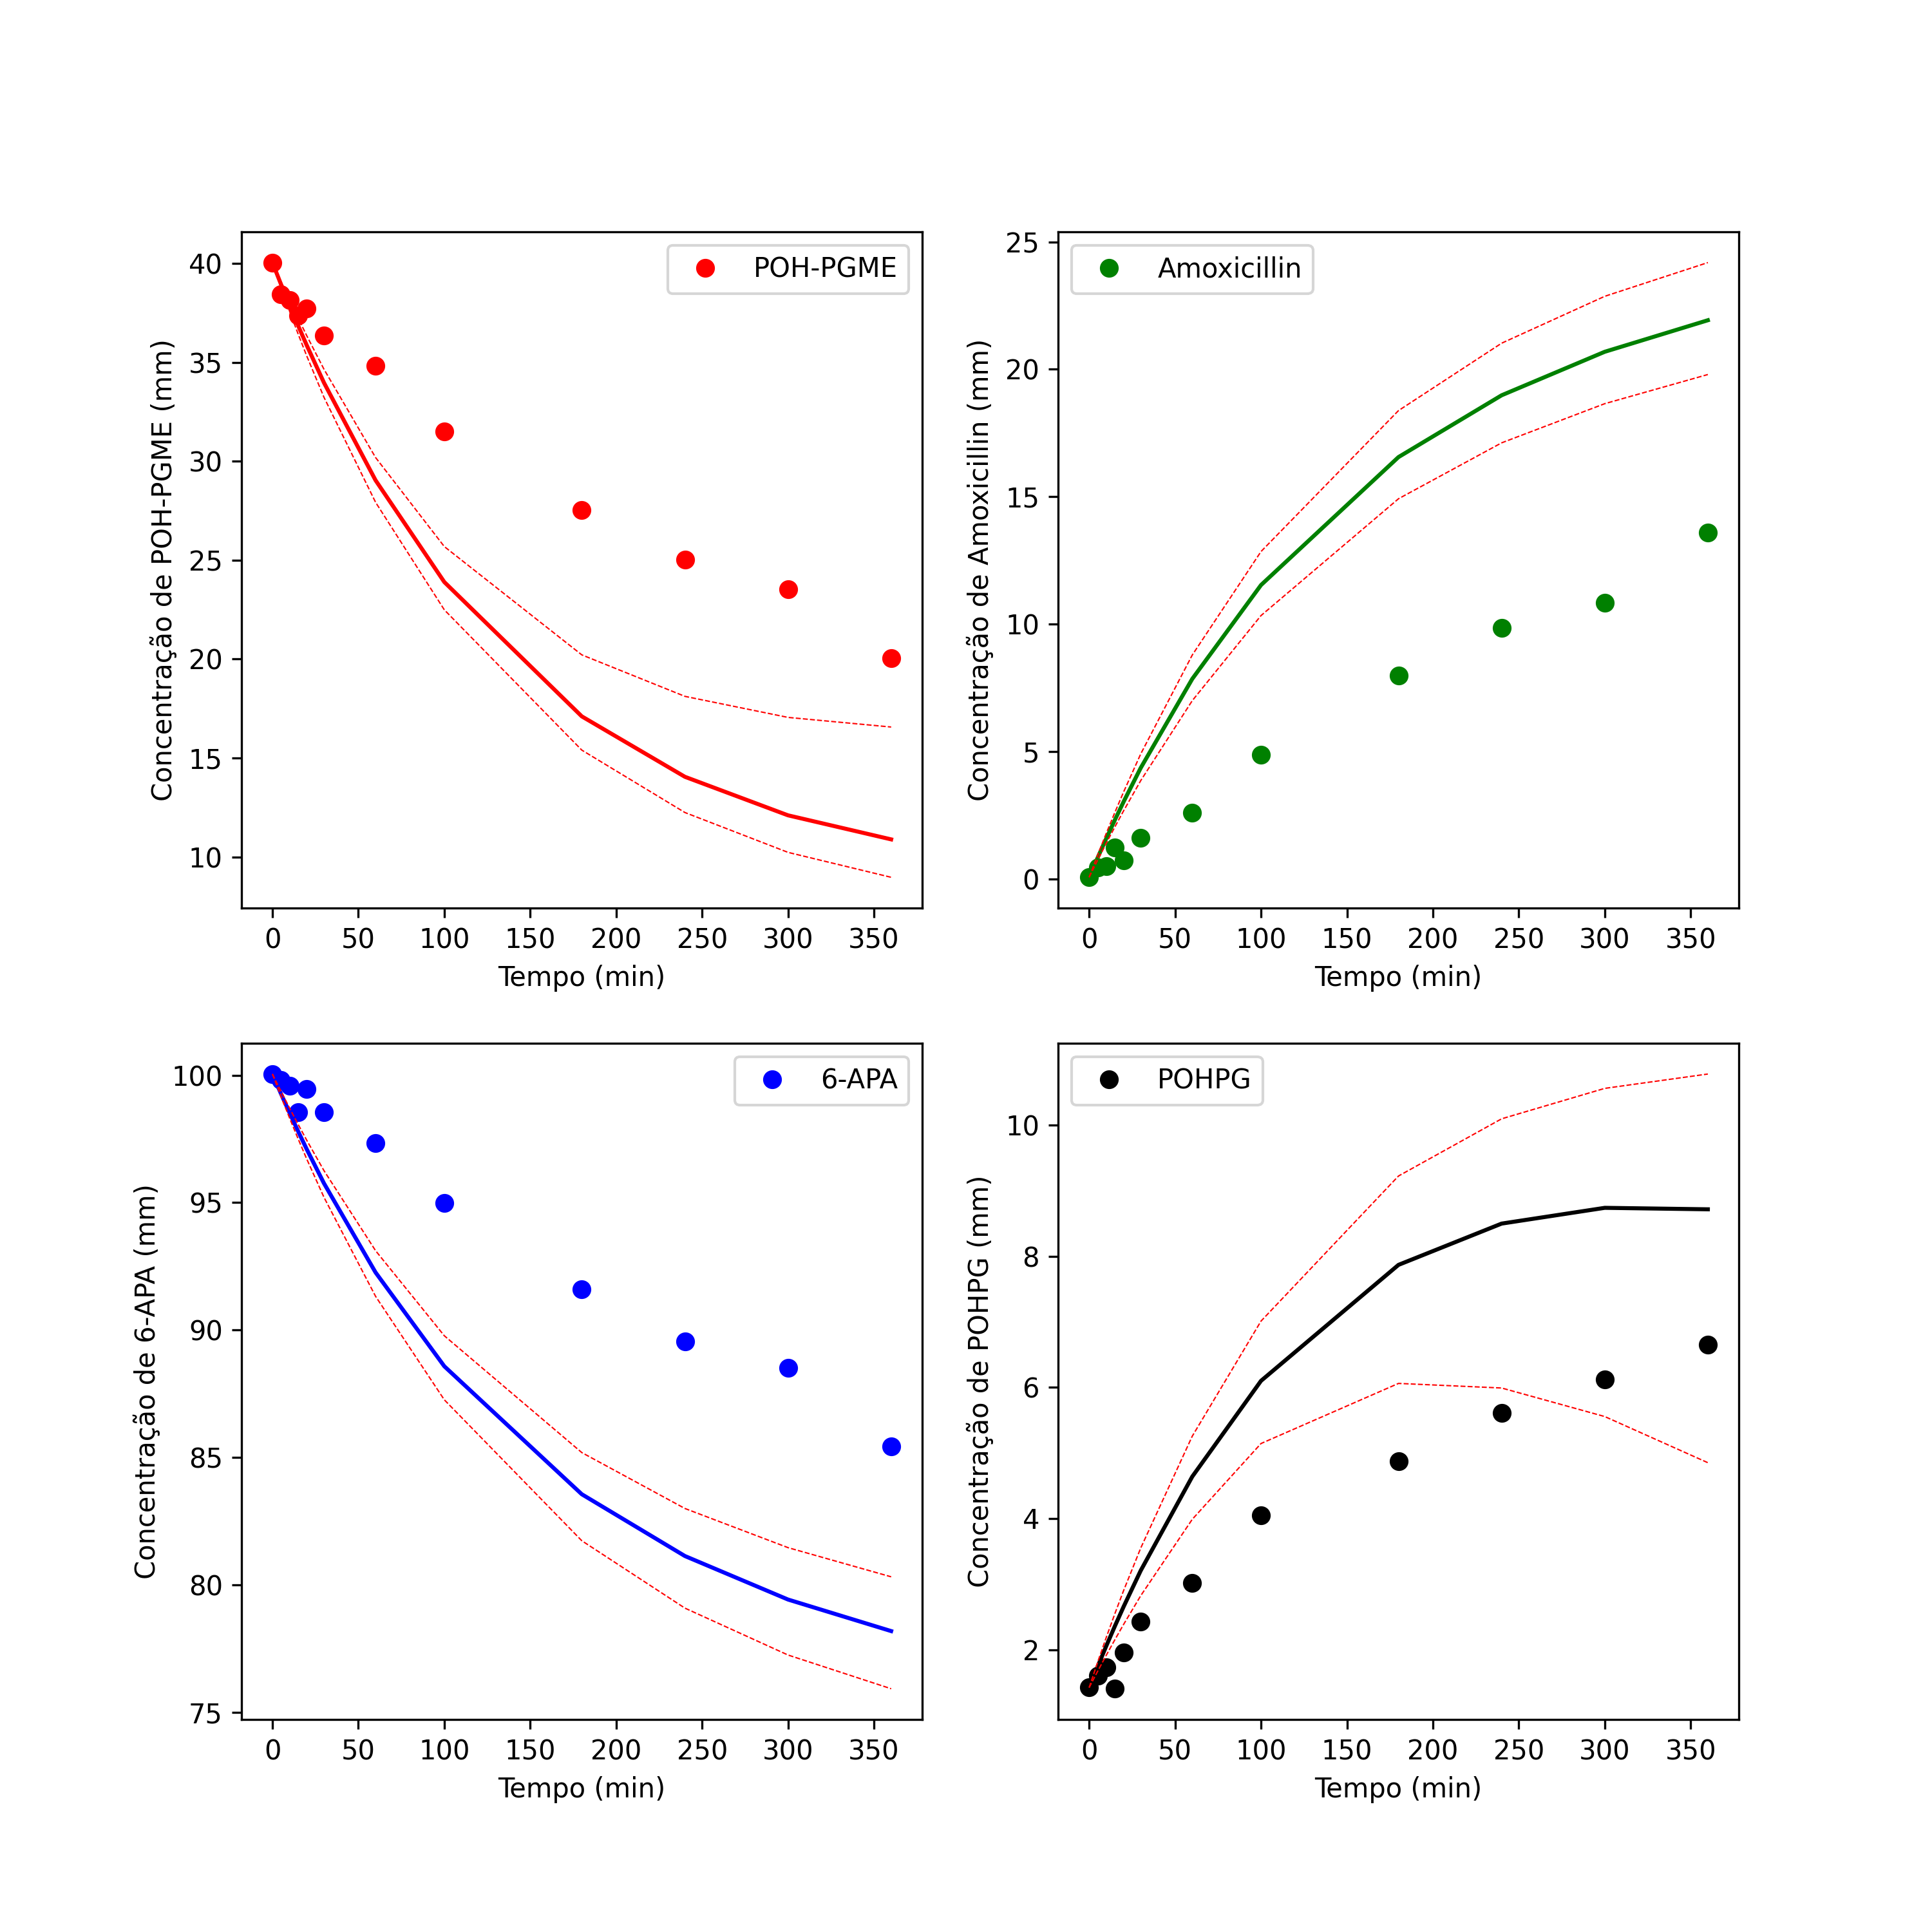 POH-PGME
Concentração de POH-PGME (mm)
40
35
30
25
20
15
10
0 50 100 150 200 250 300 350
Tempo (min)
Amoxicillin
Concentração de Amoxicillin (mm)
25
20
15
10
5
0
0 50 100 150 200 250 300 350
Tempo (min)
6-APA
Concentração de 6-APA (mm)
100
95
90
85
80
75
0 50 100 150 200 250 300 350
Tempo (min)
POHPG
Concentração de POHPG (mm)
10
8
6
4
2
0 50 100 150 200 250 300 350
Tempo (min)